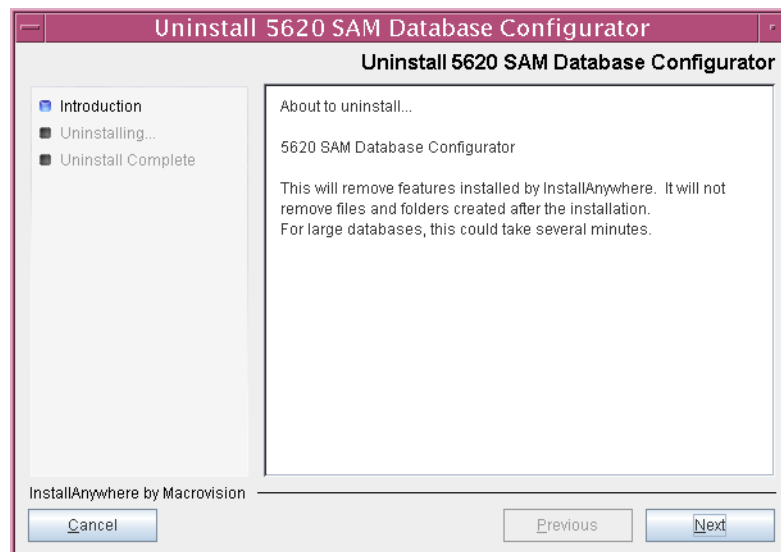 Uninstall 5620 SAM Database Configurator
Uninstall 5620 SAM Database Configurator
Introduction
Uninstalling...
Uninstall Complete
About to uninstall...
5620 SAM Database Configurator
This will remove features installed by InstallAnywhere.  It will not
remove files and folders created after the installation.
For large databases, this could take several minutes.
InstallAnywhere by Macrovision
Cancel
Previous
Next